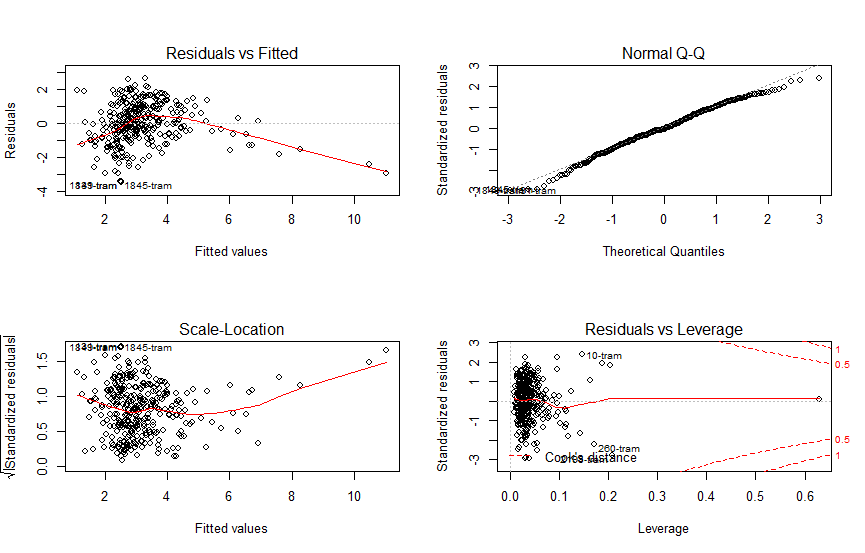 Residuals vs Fitted
Residuals
2
0
-2
-4
1845-tram
2 4 6 8 10
Fitted values
Normal Q-Q
Standardized residuals
3
2
1
0
-1
-3
-3 -2 -1 0 1 2 3
Theoretical Quantiles
Scale-Location
√|Standardized residuals|
1.5
1.0
0.5
0.0
1845-tram
2 4 6 8 10
Fitted values
Residuals vs Leverage
Standardized residuals
3
2
1
0
-1
-3
10-tram
260-tram
Cook's distance
1
0.5
0.5
1
0.0 0.1 0.2 0.3 0.4 0.5 0.6
Leverage